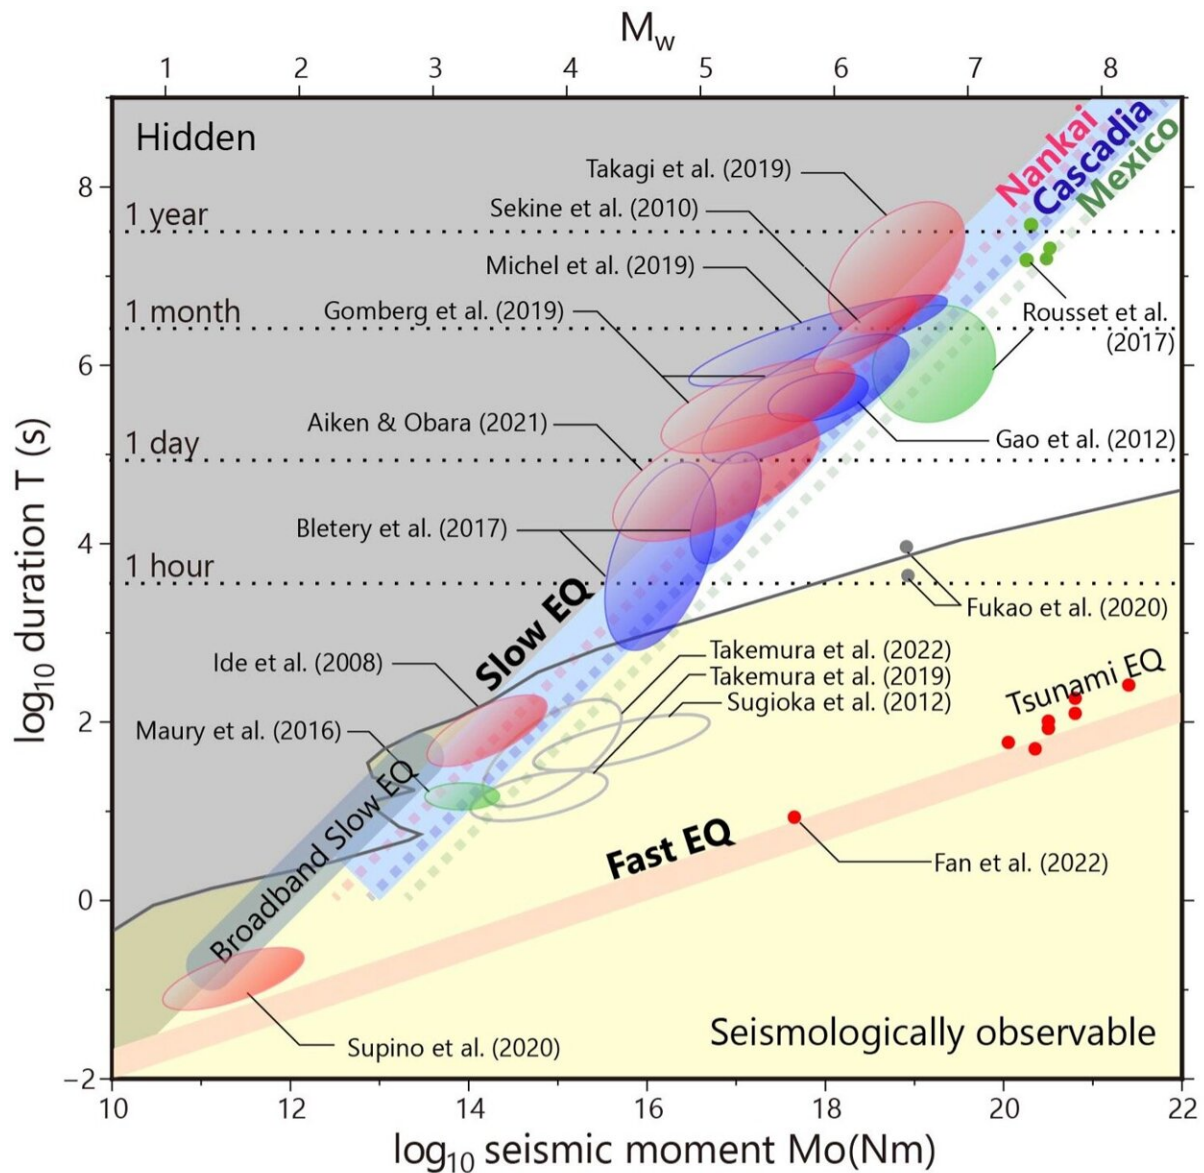 Mw
1 2 3 4 5 6 7 8
Hidden
Nankai
Cascadia
Mexico
Takagi et al. (2019)
8
1 year
Sekine et al. (2010)
Michel et al. (2019)
1 month
Gomberg et al. (2019)
Rousset et al.
(2017)
6
Aiken & Obara (2021)
1 day
Gao et al. (2012)
Bletery et al. (2017)
4
1 hour
Slow EQ
Fukao et al. (2020)
Ide et al. (2008)
Takemura et al. (2022)
Takemura et al. (2019)
Sugioka et al. (2012)
Tsunami EQ
2
Maury et al. (2016)
Broadband Slow EQ
Fast EQ
Fan et al. (2022)
0
Supino et al. (2020)
Seismologically observable
−2
10 12 14 16 18 20 22
log10 seismic moment Mo(Nm)
log10 duration T (s)